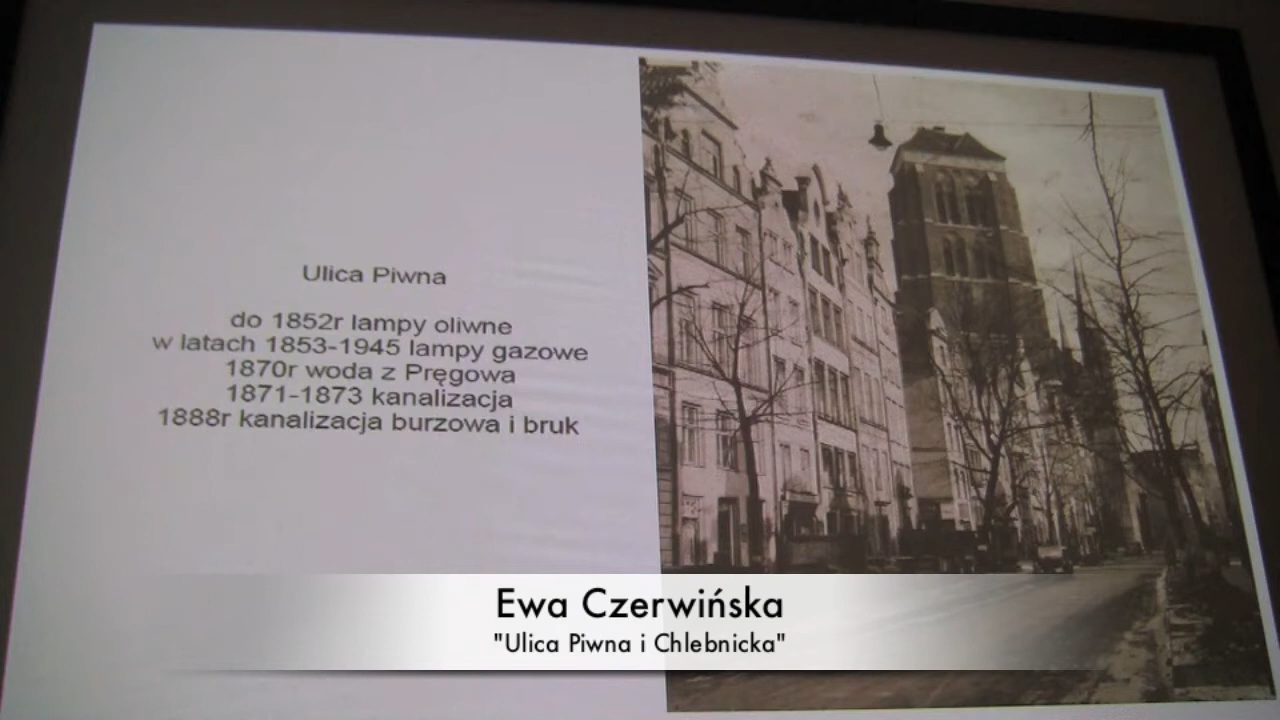 Ulica Piwna
do 1852r lampy oliwne
w latach 1853-1945 lampy gazowe
1870r woda z Pręgowa
1871-1873 kanalizacja
1888r kanalizacja burzowa i bruk
Ewa Czerwińska
"Ulica Piwna i Chlebnicka"